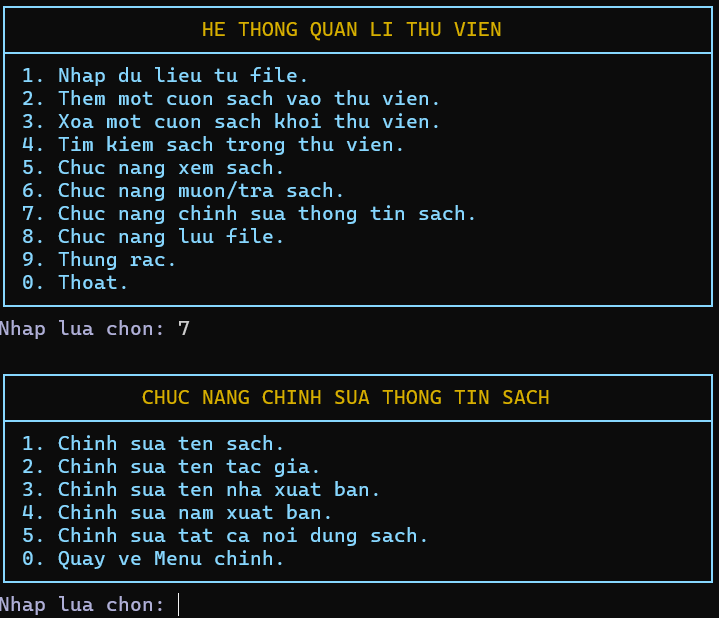 HE THONG QUAN LI THU VIEN
1. Nhap du lieu tu file.
2. Them mot cuon sach vao thu vien.
3. Xoa mot cuon sach khoi thu vien.
4. Tim kiem sach trong thu vien.
5. Chuc nang xem sach.
6. Chuc nang muon/tra sach.
7. Chuc nang chinh sua thong tin sach.
8. Chuc nang luu file.
9. Thung rac.
0. Thoat.
Nhap lua chon: 7
CHUC NANG CHINH SUA THONG TIN SACH
1. Chinh sua ten sach.
2. Chinh sua ten tac gia.
3. Chinh sua ten nha xuat ban.
4. Chinh sua nam xuat ban.
5. Chinh sua tat ca noi dung sach.
0. Quay ve Menu chinh.
Nhap lua chon: